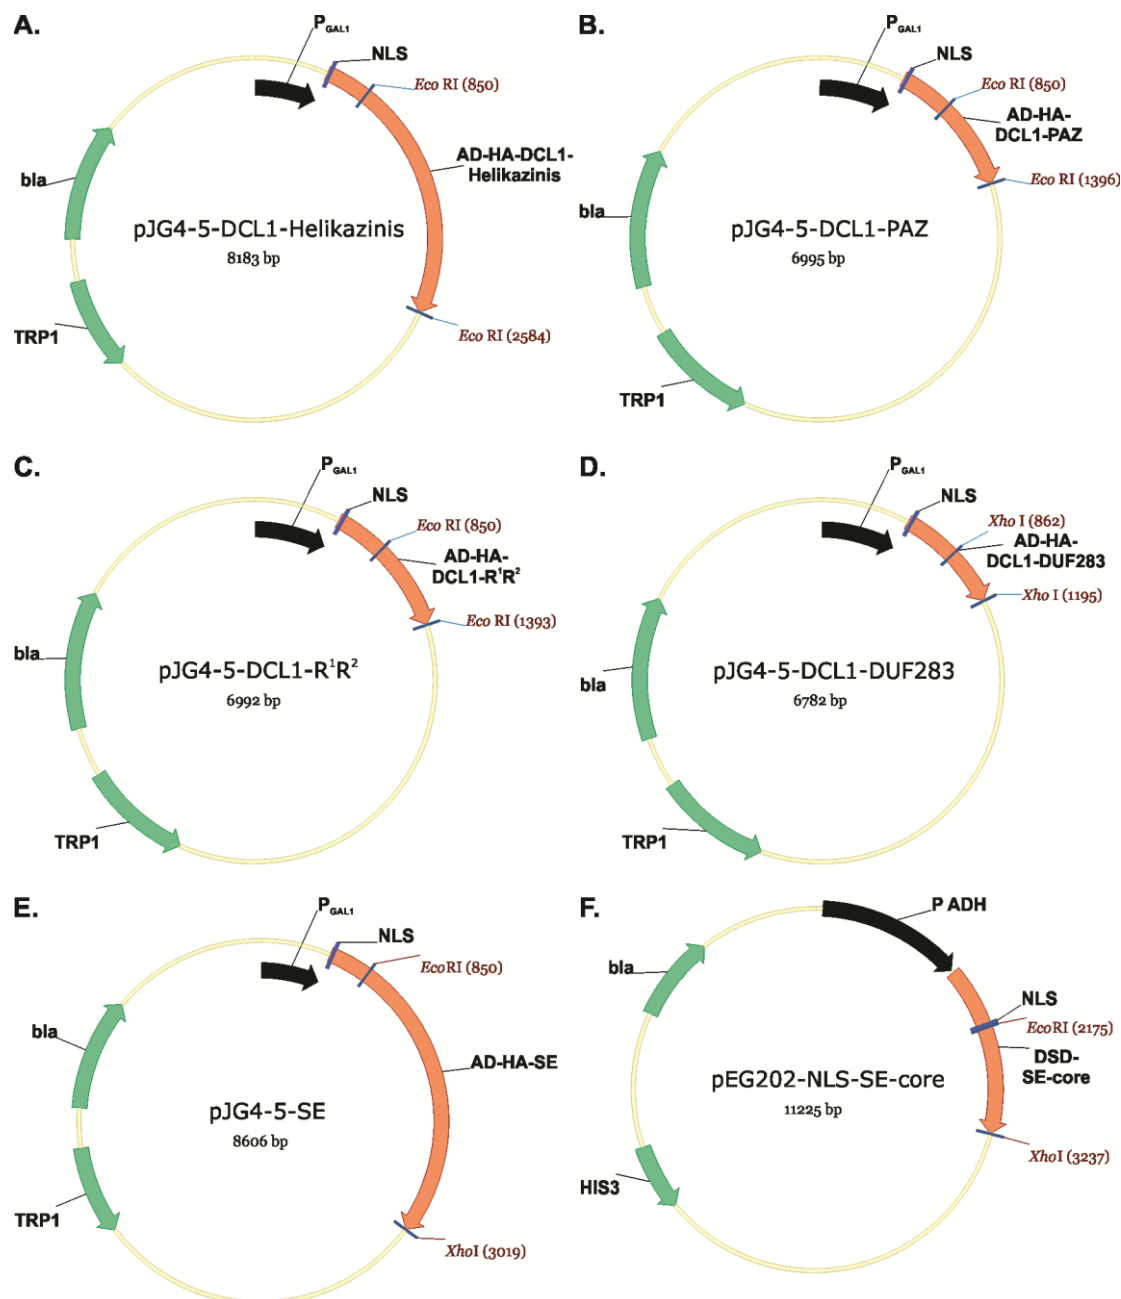 A.
P GAL1
NLS
Eco RI (850)
AD-HA-DCL1-
Helikazinis
bla
pJG4-5-DCL1-Helikazinis
8183 bp
TRP1
Eco RI (2584)
B.
P GAL1
NLS
Eco RI (850)
AD-HA-
DCL1-PAZ
Eco RI (1396)
bla
pJG4-5-DCL1-PAZ
6995 bp
TRP1
C.
P GAL1
NLS
Eco RI (850)
AD-HA-
DCL1-R¹R²
Eco RI (1393)
bla
pJG4-5-DCL1-R¹R²
6992 bp
TRP1
D.
P GAL1
NLS
Xho I (862)
AD-HA-
DCL1-DUF283
Xho I (1195)
bla
pJG4-5-DCL1-DUF283
6782 bp
TRP1
E.
P GAL1
NLS
EcoRI (850)
bla
AD-HA-SE
pJG4-5-SE
8606 bp
TRP1
XhoI (3019)
F.
P ADH
bla
NLS
EcoRI (2175)
DSD-
SE-core
pEG202-NLS-SE-core
11225 bp
XhoI (3237)
HIS3